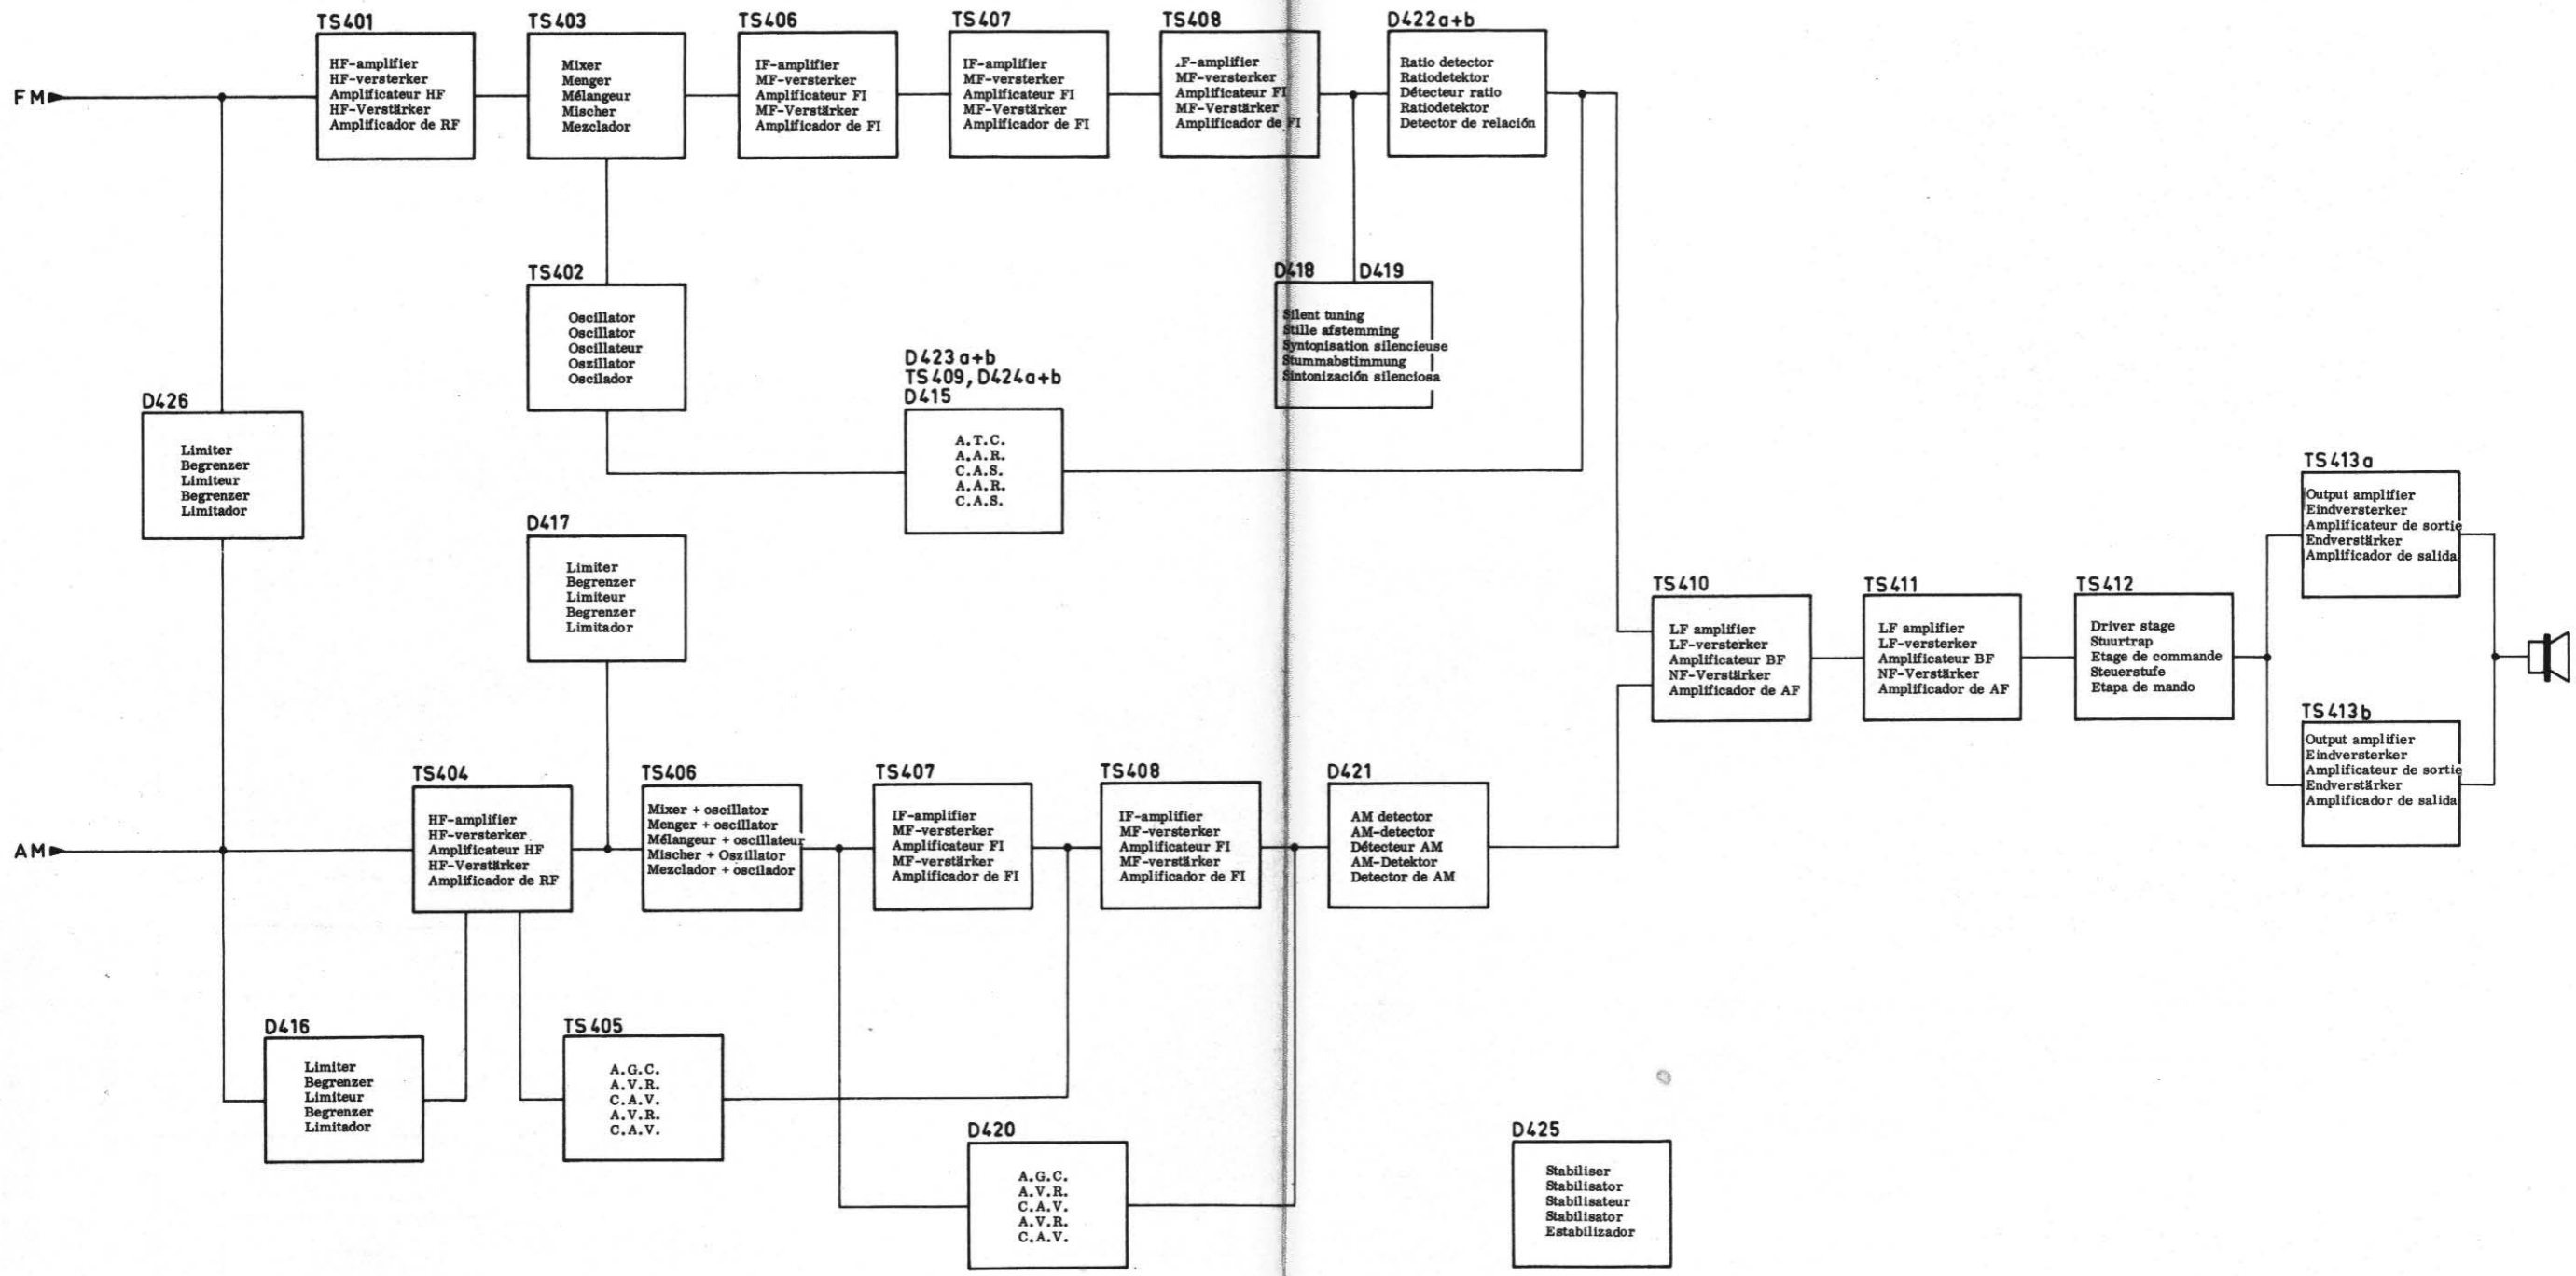 TS401
HF-amplifier
HF-versterker
Amplificateur HF
HF-Verstärker
Amplificador de RF
TS403
Mixer
Menger
Mélangeur
Mischer
Mezclador
TS406
IF-amplifier
MF-versterker
Amplificateur FI
MF-Verstärker
Amplificador de FI
TS407
IF-amplifier
MF-versterker
Amplificateur FI
MF-Verstärker
Amplificador de FI
TS408
.F-amplifier
MF-versterker
Amplificateur FI
MF-Verstärker
Amplificador de FI
D422a+b
Ratio detector
Ratiodetektor
Détecteur ratio
Ratiodetektor
Detector de relación
FM
TS402
Oscillator
Oscillator
Oscillateur
Oszillator
Oscilador
D418 D419
Silent tuning
Stille afstemming
Syntonisation silencieuse
Stummabstimmung
Sintonización silenciosa
D423a+b
TS409, D424a+b
D415
A.T.C.
A.A.R.
C.A.S.
A.A.R.
C.A.S.
D426
Limiter
Begrenzer
Limiteur
Begrenzer
Limitador
D417
Limiter
Begrenzer
Limiteur
Begrenzer
Limitador
TS413a
Output amplifier
Eindversterker
Amplificateur de sortie
Endverstärker
Amplificador de salida
TS410
LF amplifier
LF-versterker
Amplificateur BF
NF-Verstärker
Amplificador de AF
TS411
LF amplifier
LF-versterker
Amplificateur BF
NF-Verstärker
Amplificador de AF
TS412
Driver stage
Stuurtrap
Etage de commande
Steuerstufe
Etapa de mando
TS413b
Output amplifier
Eindversterker
Amplificateur de sortie
Endverstärker
Amplificador de salida
AM
TS404
HF-amplifier
HF-versterker
Amplificateur HF
HF-Verstärker
Amplificador de RF
TS406
Mixer + oscillator
Menger + oscillator
Mélangeur + oscillateur
Mischer + Oszillator
Mezclador + oscilador
TS407
IF-amplifier
MF-versterker
Amplificateur FI
MF-verstärker
Amplificador de FI
TS408
IF-amplifier
MF-versterker
Amplificateur FI
MF-verstärker
Amplificador de FI
D421
AM detector
AM-detector
Détecteur AM
AM-Detektor
Detector de AM
D416
Limiter
Begrenzer
Limiteur
Begrenzer
Limitador
TS405
A.G.C.
A.V.R.
C.A.V.
A.V.R.
C.A.V.
D420
A.G.C.
A.V.R.
C.A.V.
A.V.R.
C.A.V.
D425
Stabiliser
Stabilisator
Stabilisateur
Stabilisator
Estabilizador